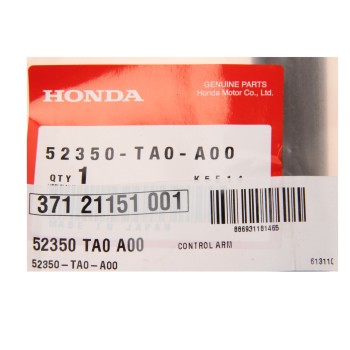 GENUINE PARTS
Honda Motor Co., Ltd.
HONDA
52350-TA0-A00
QTY 1
371 21151 001
886931181465
52350 TA0 A00
CONTROL ARM
52350-TA0-A00